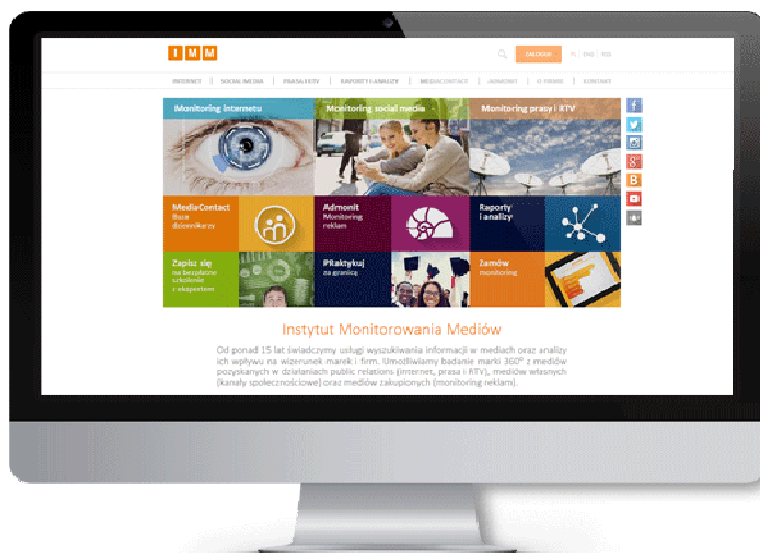 IMM
ZALOGUJ
PL | ENG | RUS
INTERNET | SOCIAL MEDIA | PRASA I RTV | RAPORTY I ANALIZY | MEDIACONTACT | ADMONIT | O FIRMIE | KONTAKT
Monitoring internetu
Monitoring social media
Monitoring prasy i RTV
MediaContact
Baza
dziennikarzy
Admonit
Monitoring
reklam
Raporty
i analizy
Zapisz się
na bezpłatne
szkolenie
z ekspertem
PRaktykuj
za granicą
Zamów
monitoring
Instytut Monitorowania Mediów
Od ponad 15 lat świadczymy usługi wyszukiwania informacji w mediach oraz analizy
ich wpływu na wizerunek marek i firm. Umożliwiamy badanie marki 360° z mediów
pozyskanych w działaniach public relations (internet, prasa i RTV), mediów własnych
(kanały społecznościowe) oraz mediów zakupionych (monitoring reklam).